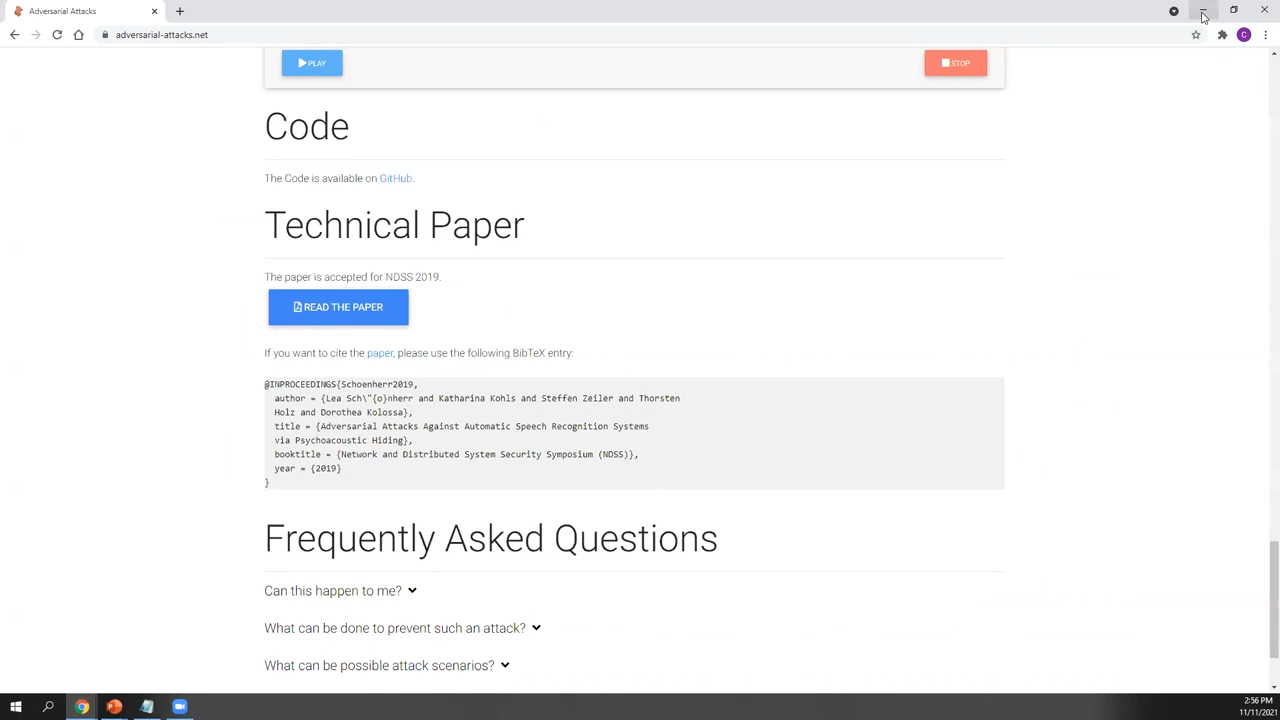 Adversarial Attacks
adversarial-attacks.net
C
PLAY
STOP
Code
The Code is available on GitHub.
Technical Paper
The paper is accepted for NDSS 2019.
READ THE PAPER
If you want to cite the paper, please use the following BibTeX entry:
@INPROCEEDINGS{Schoenherr2019,
author = {Lea Sch\"{o}nherr and Katharina Kohls and Steffen Zeiler and Thorsten
Holz and Dorothea Kolossa},
title = {Adversarial Attacks Against Automatic Speech Recognition Systems
via Psychoacoustic Hiding},
booktitle = {Network and Distributed System Security Symposium (NDSS)},
year = {2019}
}
Frequently Asked Questions
Can this happen to me?
What can be done to prevent such an attack?
What can be possible attack scenarios?
2:56 PM
11/11/2021